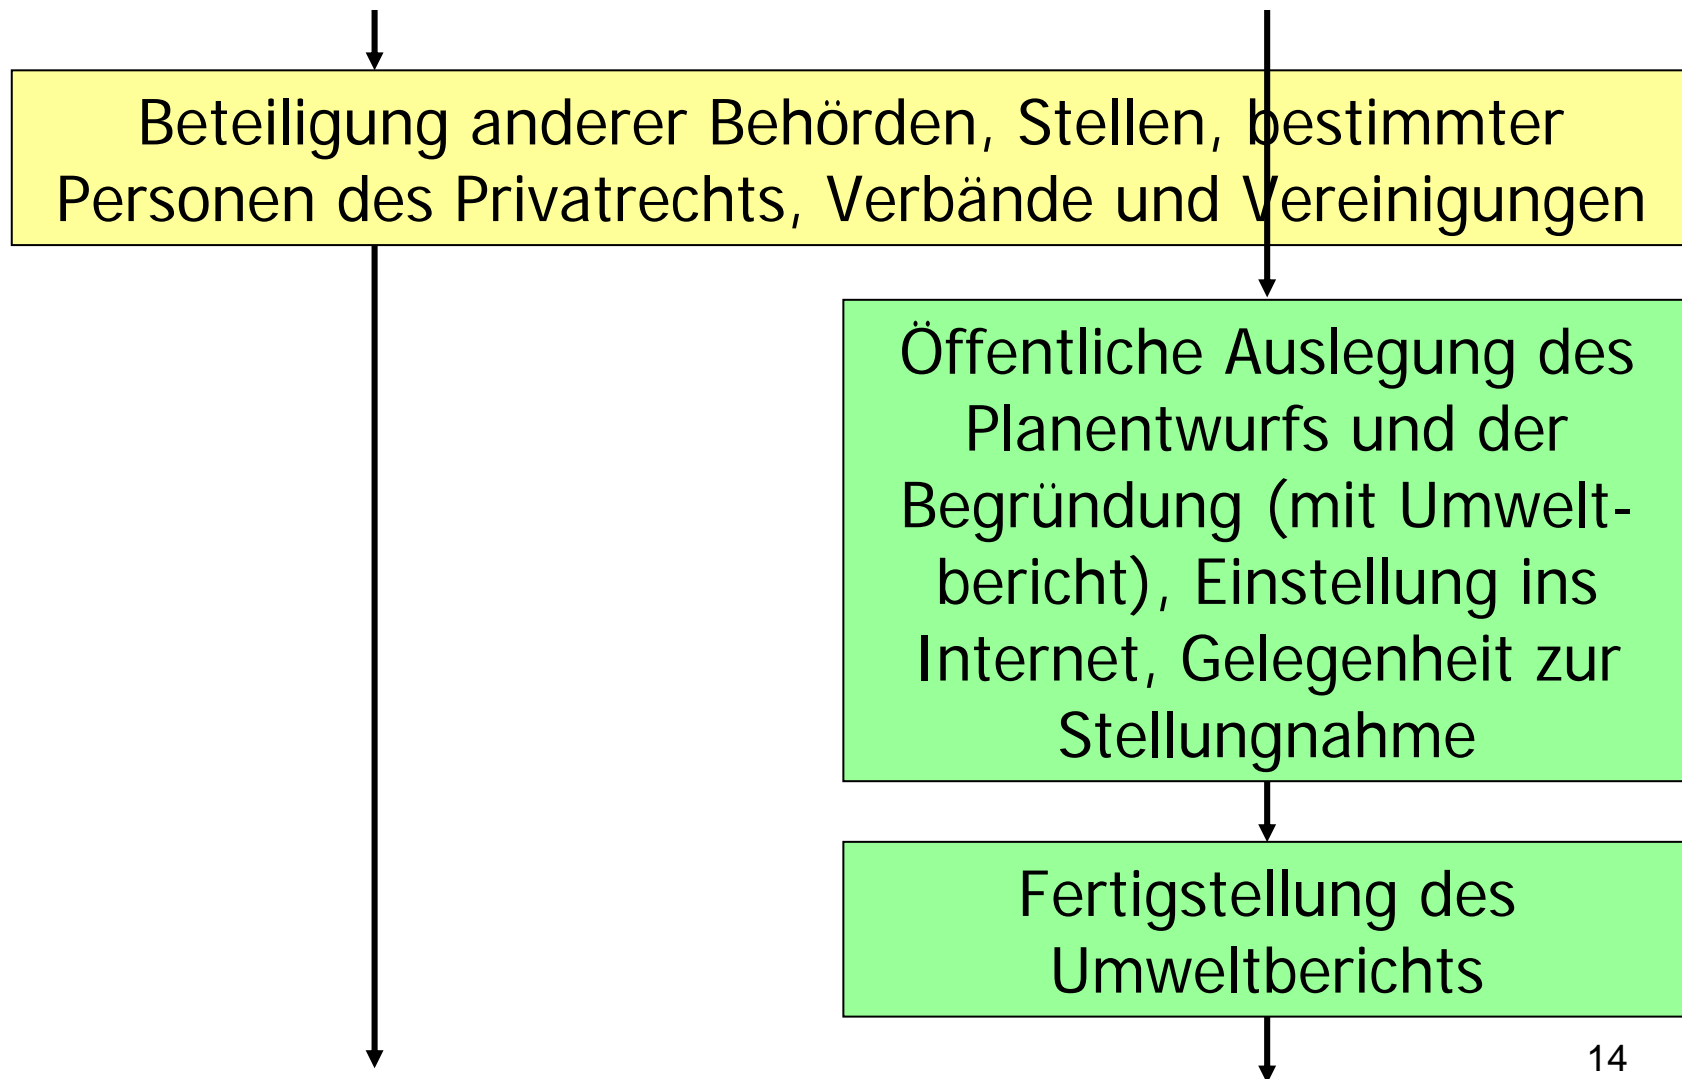 Beteiligung anderer Behörden, Stellen, bestimmter
Personen des Privatrechts, Verbände und Vereinigungen
Öffentliche Auslegung des
Planentwurfs und der
Begründung (mit Umwelt-
bericht), Einstellung ins
Internet, Gelegenheit zur
Stellungnahme
Fertigstellung des
Umweltberichts
14